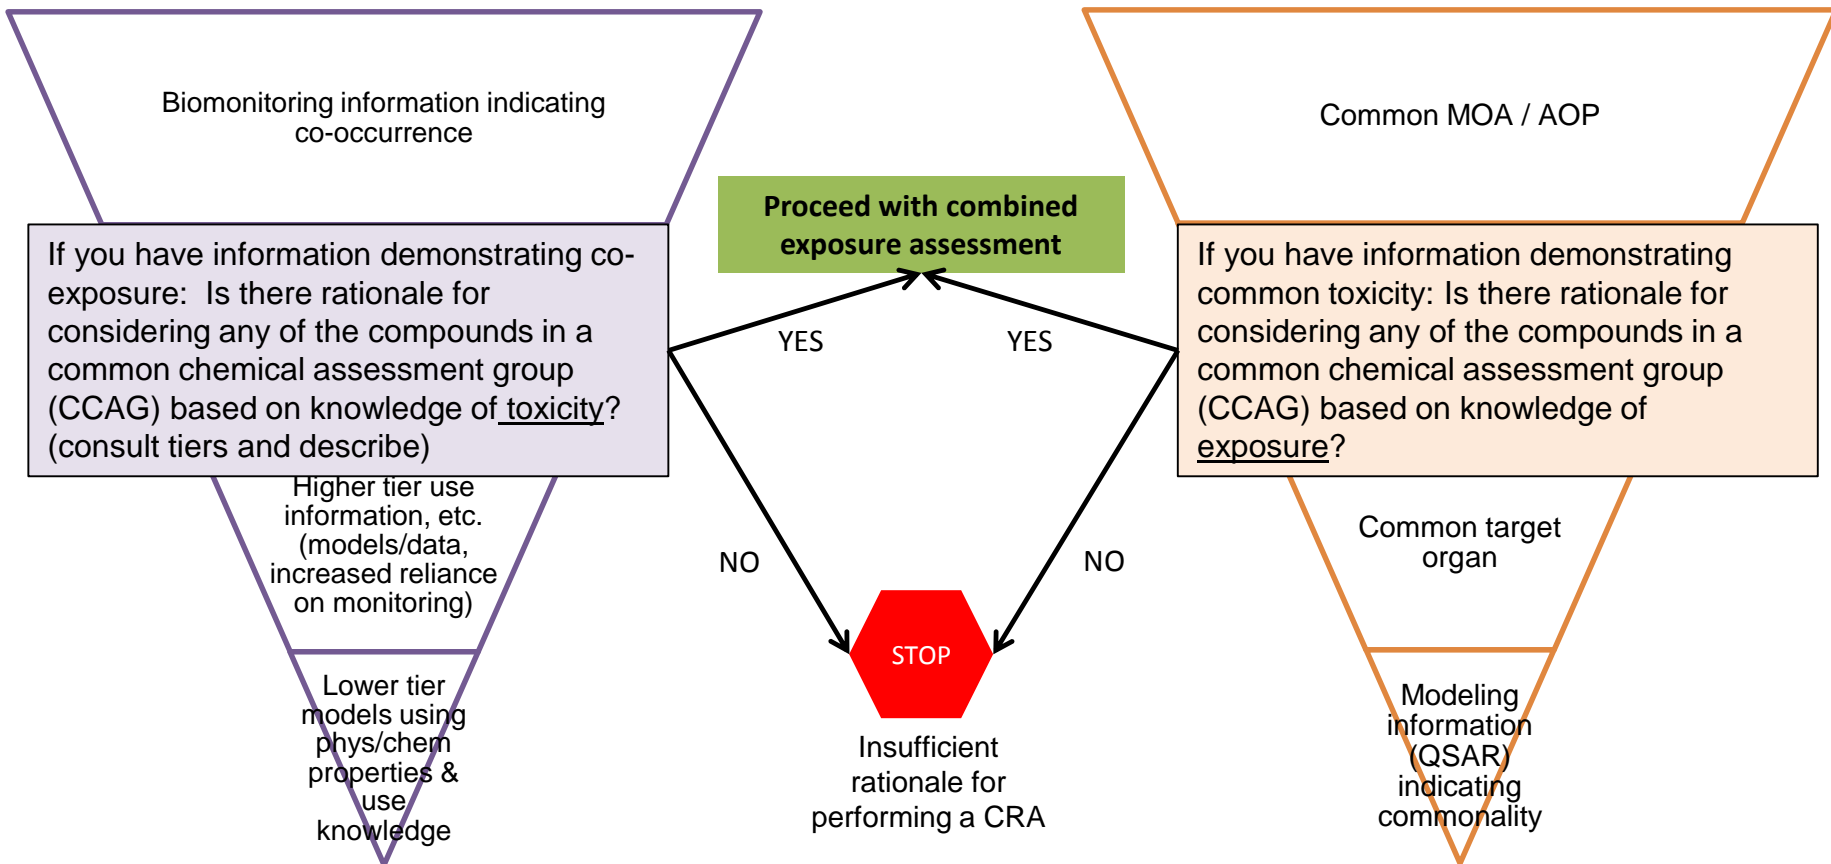 Biomonitoring information indicating
co-occurrence
If you have information demonstrating co-
exposure:  Is there rationale for
considering any of the compounds in a
common chemical assessment group
(CCAG) based on knowledge of toxicity?
(consult tiers and describe)
Higher tier use
information, etc.
(models/data,
increased reliance
on monitoring)
Lower tier
models using
phys/chem
properties &
use
knowledge
Proceed with combined
exposure assessment
YES
YES
NO
NO
STOP
Insufficient
rationale for
performing a CRA
Common MOA / AOP
If you have information demonstrating
common toxicity: Is there rationale for
considering any of the compounds in a
common chemical assessment group
(CCAG) based on knowledge of
exposure?
Common target
organ
Modeling
information
(QSAR)
indicating
commonality